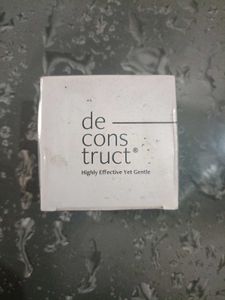 de
cons
truct®
Highly Effective Yet Gentle